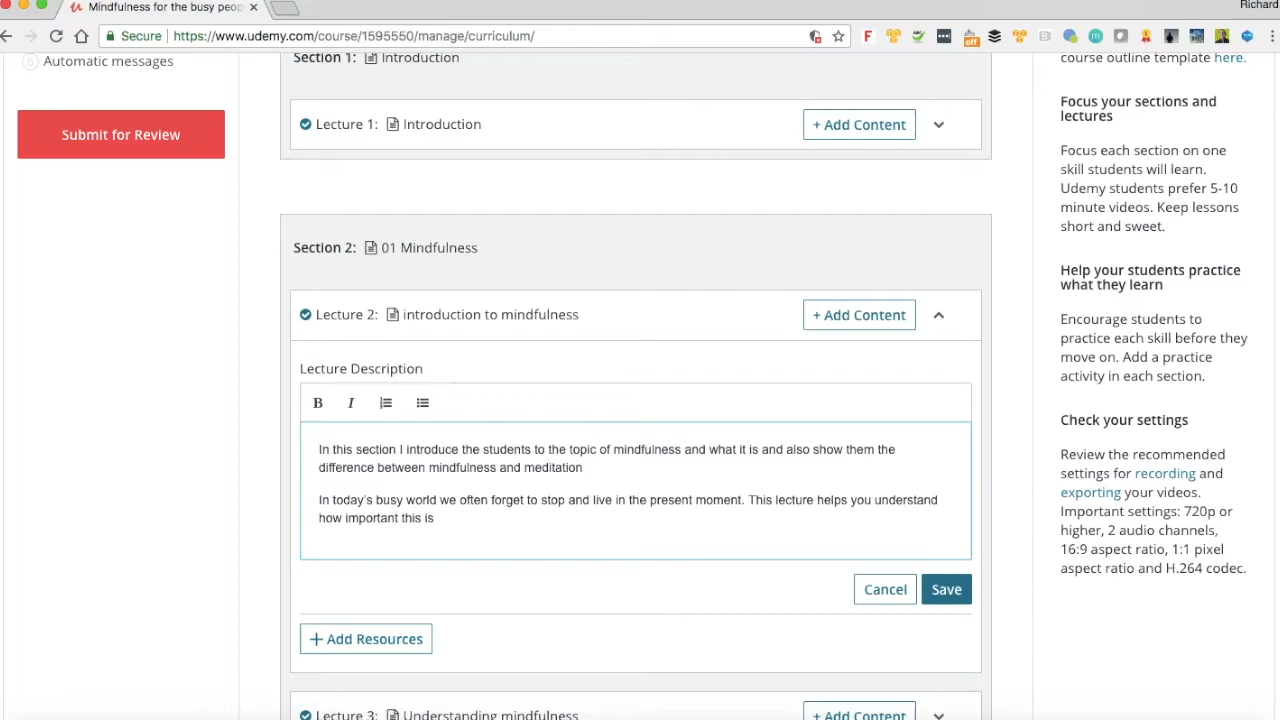 Mindfulness for the busy peop
Richard
Secure https://www.udemy.com/course/1595550/manage/curriculum/
off
6 Automatic messages
Submit for Review
Section 1: Introduction
Lecture 1: Introduction
+ Add Content
Section 2: 01 Mindfulness
Lecture 2: introduction to mindfulness
+ Add Content
Lecture Description
B I
In this section I introduce the students to the topic of mindfulness and what it is and also show them the
difference between mindfulness and meditation
In today's busy world we often forget to stop and live in the present moment. This lecture helps you understand
how important this is
Cancel
Save
+ Add Resources
Lecture 3: Understanding mindfulness
+ Add Content
course outline template here.
Focus your sections and
lectures
Focus each section on one
skill students will learn.
Udemy students prefer 5-10
minute videos. Keep lessons
short and sweet.
Help your students practice
what they learn
Encourage students to
practice each skill before they
move on. Add a practice
activity in each section.
Check your settings
Review the recommended
settings for recording and
exporting your videos.
Important settings: 720p or
higher, 2 audio channels,
16:9 aspect ratio, 1:1 pixel
aspect ratio and H.264 codec.